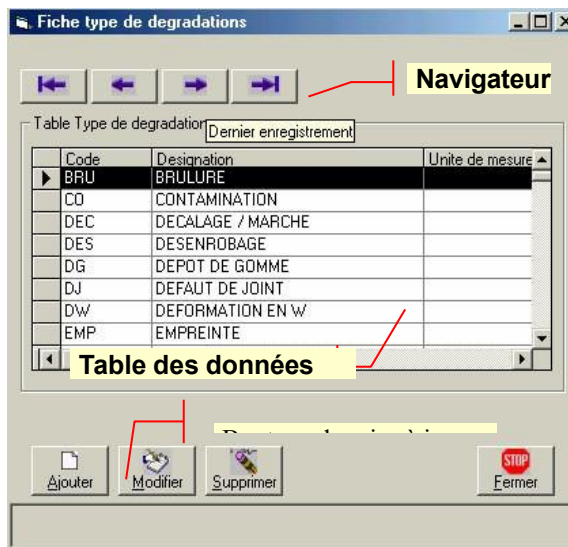 Fiche type de degradations
Navigateur
Table Type de degradation
Dernier enregistrement
Code Designation Unite de mesure
BRU BRULURE
CO CONTAMINATION
DEC DECALAGE / MARCHE
DES DESENROBAGE
DG DEPOT DE GOMME
DJ DEFAUT DE JOINT
DW DEFORMATION EN W
EMP EMPREINTE
Table des données
Ajouter Modifier Supprimer STOP Fermer